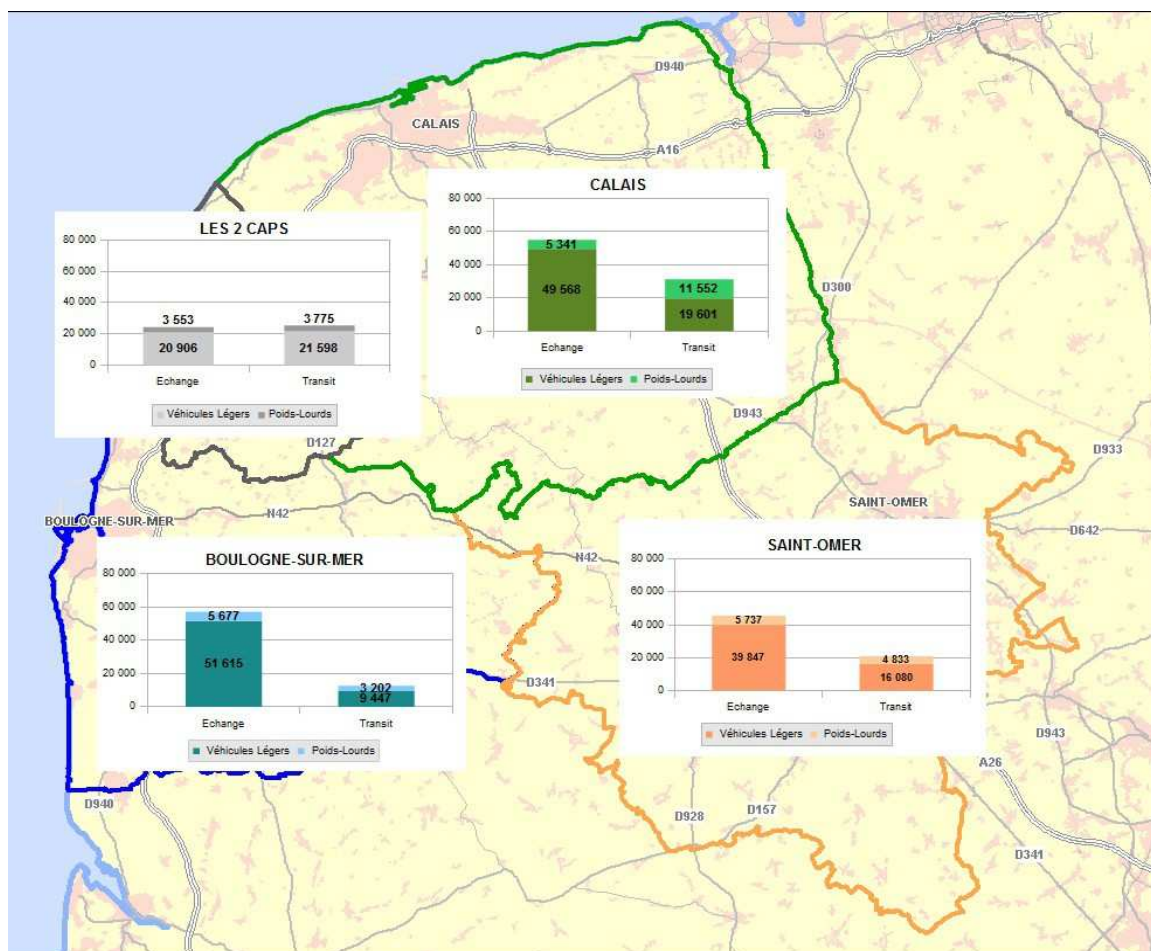 D940
CALAIS
A16
CALAIS
80 000
60 000
40 000
20 000
0
5 341
49 568
11 552
19 601
Echange
Transit
Véhicules Légers
Poids-Lourds
LES 2 CAPS
80 000
60 000
40 000
20 000
0
3 553
20 906
3 775
21 598
Echange
Transit
Véhicules Légers
Poids-Lourds
D300
D943
D127
D933
SAINT-OMER
N42
BOULOGNE-SUR-MER
D642
N42
BOULOGNE-SUR-MER
80 000
60 000
40 000
20 000
0
5 677
51 615
3 202
9 447
Echange
Transit
Véhicules Légers
Poids-Lourds
SAINT-OMER
80 000
60 000
40 000
20 000
0
5 737
39 847
4 833
16 080
Echange
Transit
Véhicules Légers
Poids-Lourds
D341
D943
A26
D940
D928
D157
D341